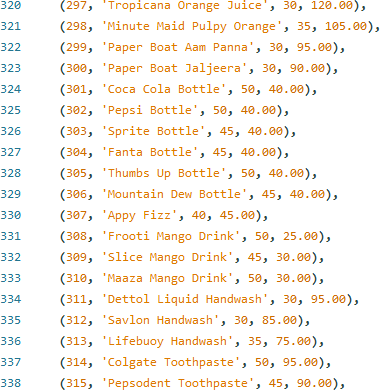 320 (297, 'Tropicana Orange Juice', 30, 120.00),
321 (298, 'Minute Maid Pulpy Orange', 35, 105.00),
322 (299, 'Paper Boat Aam Panna', 30, 95.00),
323 (300, 'Paper Boat Jaljeera', 30, 90.00),
324 (301, 'Coca Cola Bottle', 50, 40.00),
325 (302, 'Pepsi Bottle', 50, 40.00),
326 (303, 'Sprite Bottle', 45, 40.00),
327 (304, 'Fanta Bottle', 45, 40.00),
328 (305, 'Thumbs Up Bottle', 50, 40.00),
329 (306, 'Mountain Dew Bottle', 45, 40.00),
330 (307, 'Appy Fizz', 40, 45.00),
331 (308, 'Frooti Mango Drink', 50, 25.00),
332 (309, 'Slice Mango Drink', 45, 30.00),
333 (310, 'Maaza Mango Drink', 50, 30.00),
334 (311, 'Dettol Liquid Handwash', 30, 95.00),
335 (312, 'Savlon Handwash', 30, 85.00),
336 (313, 'Lifebuoy Handwash', 35, 75.00),
337 (314, 'Colgate Toothpaste', 50, 95.00),
338 (315, 'Pepsodent Toothpaste', 45, 90.00),